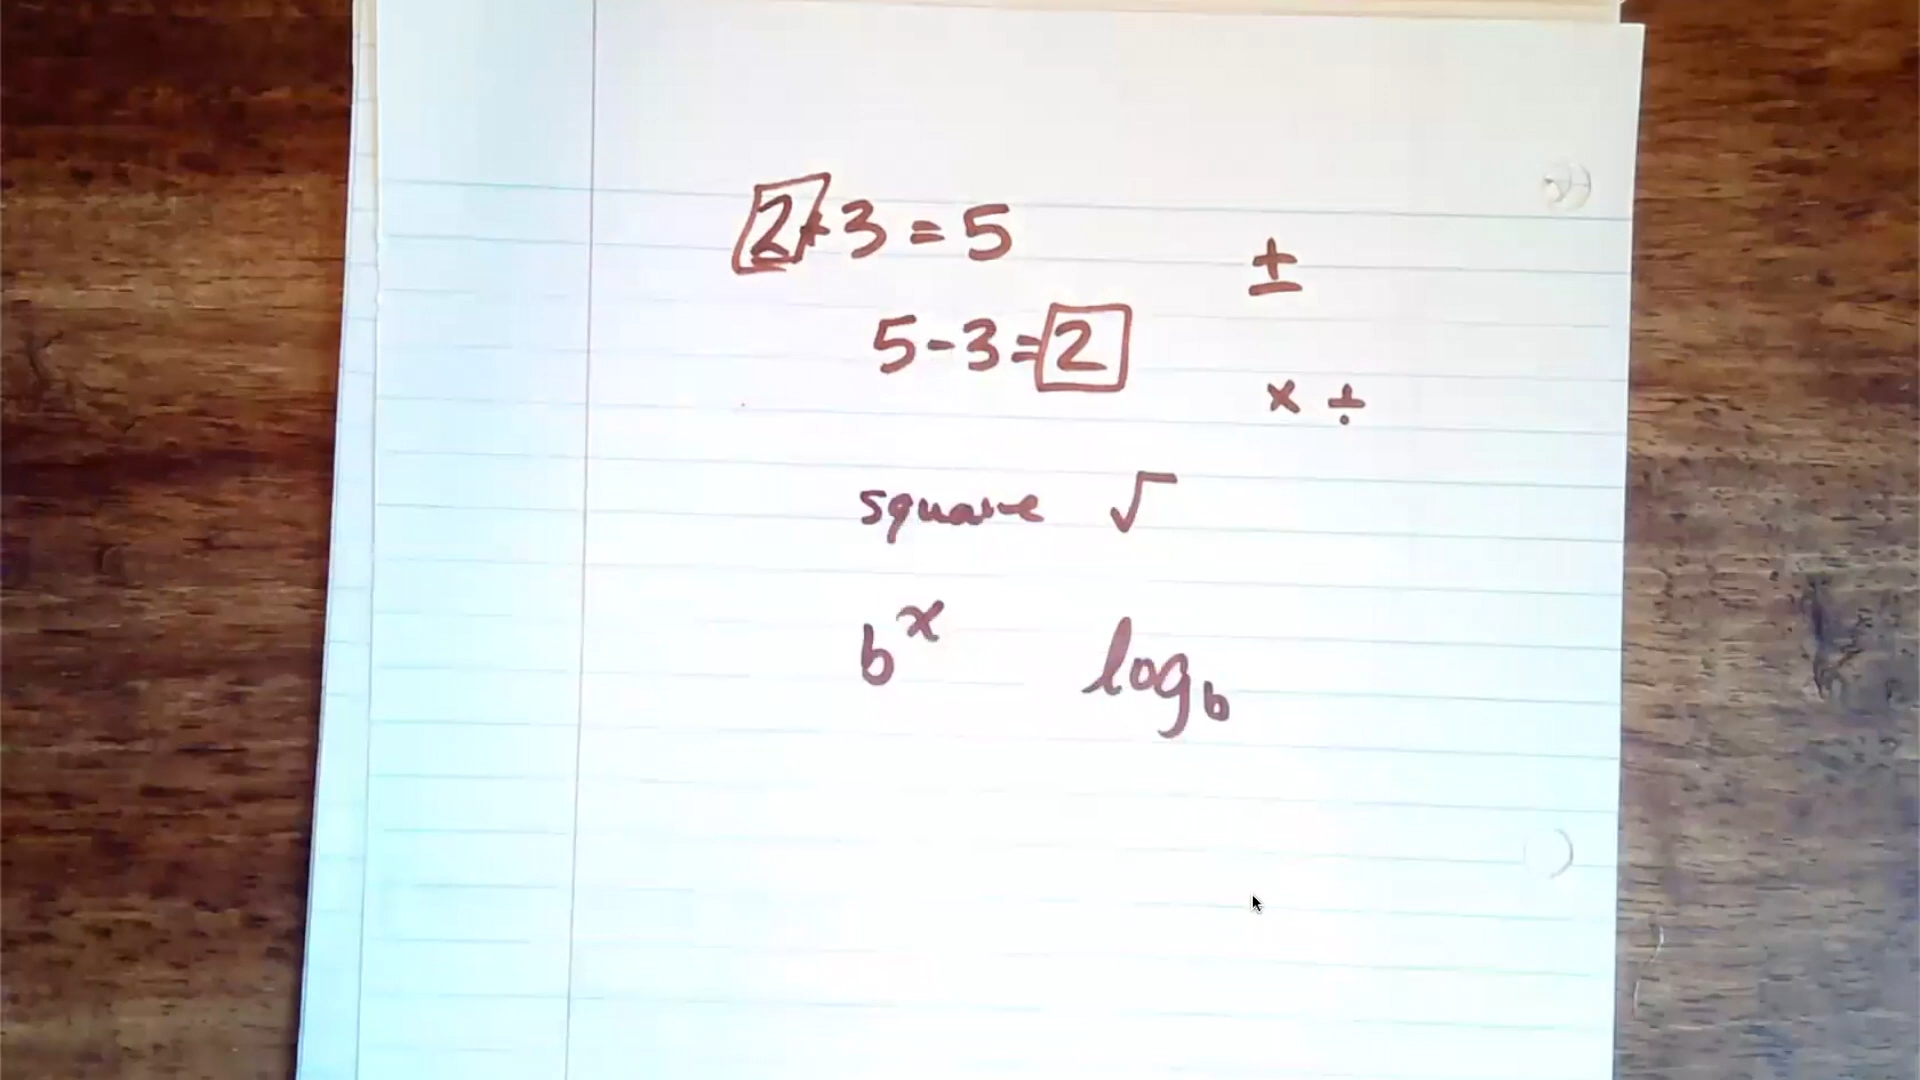 2+3=5
±
5-3=2
× ÷
square √
b^x log_b